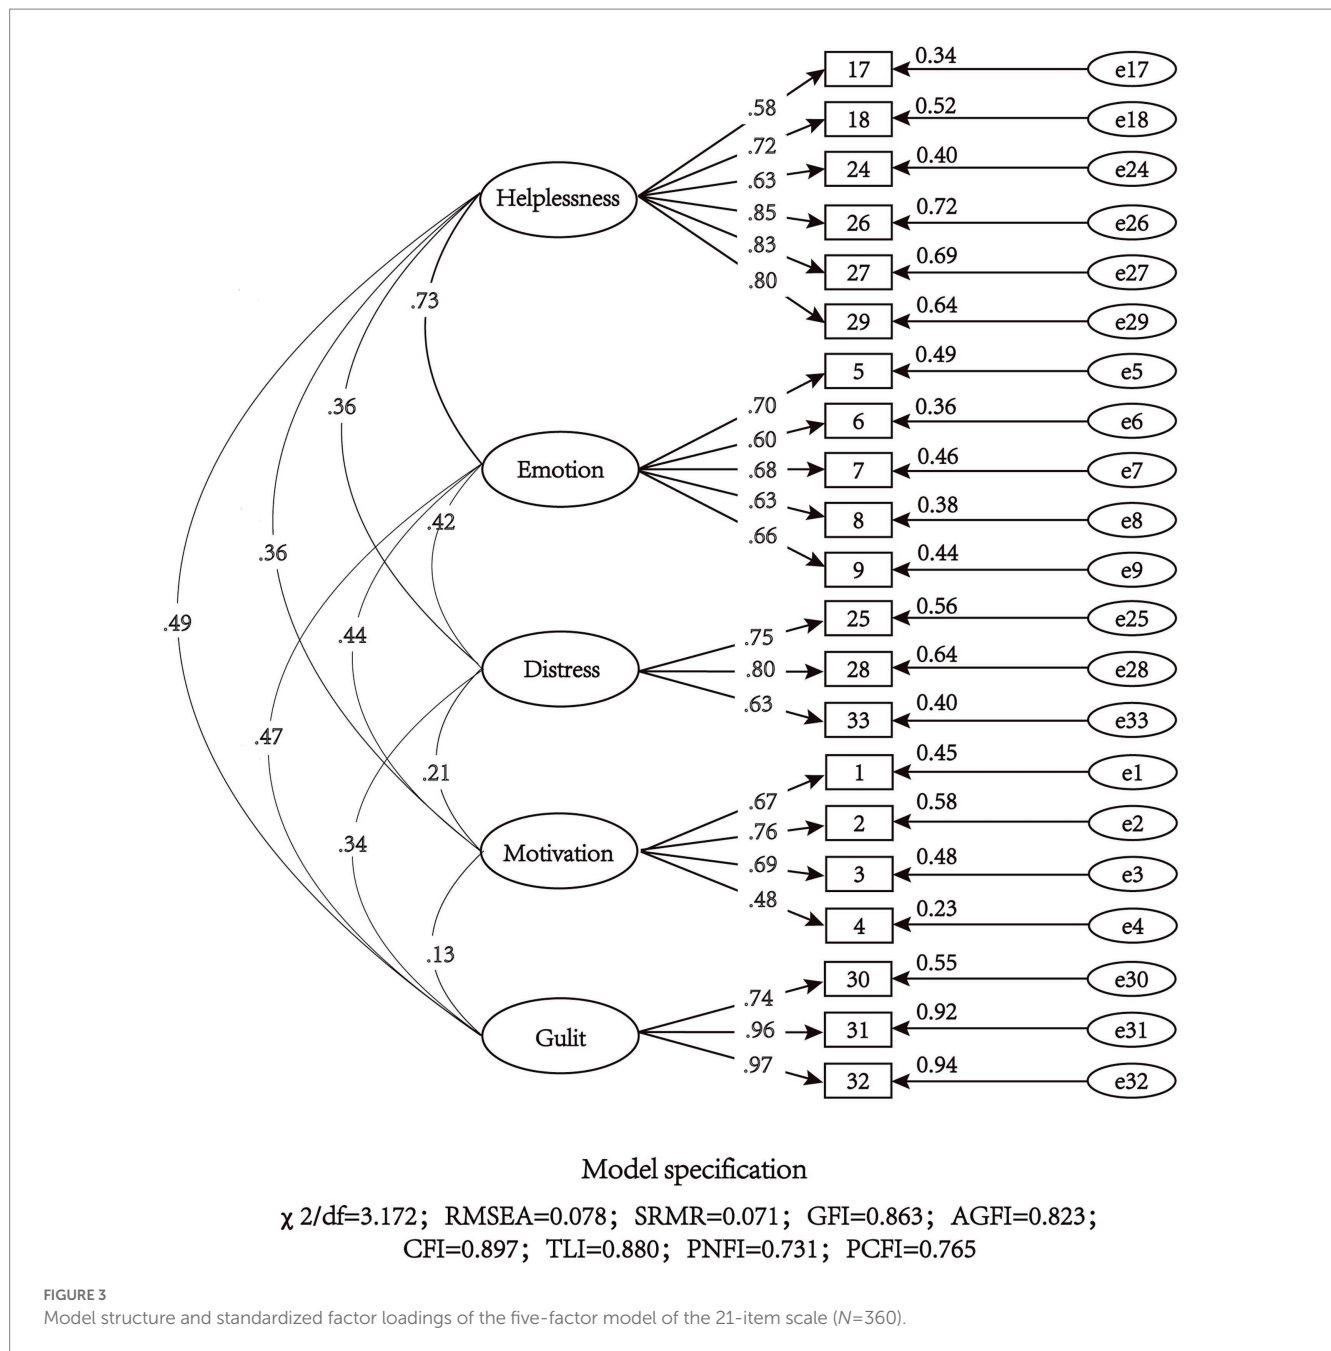 17 0.34 e17
.58
18 0.52 e18
.72
24 0.40 e24
.63
Helplessness
.85
26 0.72 e26
.83
27 0.69 e27
.80
29 0.64 e29
.73
5 0.49 e5
.70
.36
6 0.36 e6
.60
Emotion
.68
7 0.46 e7
.63
8 0.38 e8
.42
.66
9 0.44 e9
.36
25 0.56 e25
.49
.44
.75
Distress
.80
28 0.64 e28
.63
33 0.40 e33
.47
1 0.45 e1
.21
.67
2 0.58 e2
.76
.34
Motivation
.69
3 0.48 e3
.48
4 0.23 e4
.13
30 0.55 e30
.74
Gulit
.96
31 0.92 e31
.97
32 0.94 e32
Model specification
χ 2/df=3.172; RMSEA=0.078; SRMR=0.071; GFI=0.863; AGFI=0.823;
CFI=0.897; TLI=0.880; PNFI=0.731; PCFI=0.765
FIGURE 3
Model structure and standardized factor loadings of the five-factor model of the 21-item scale (N=360).